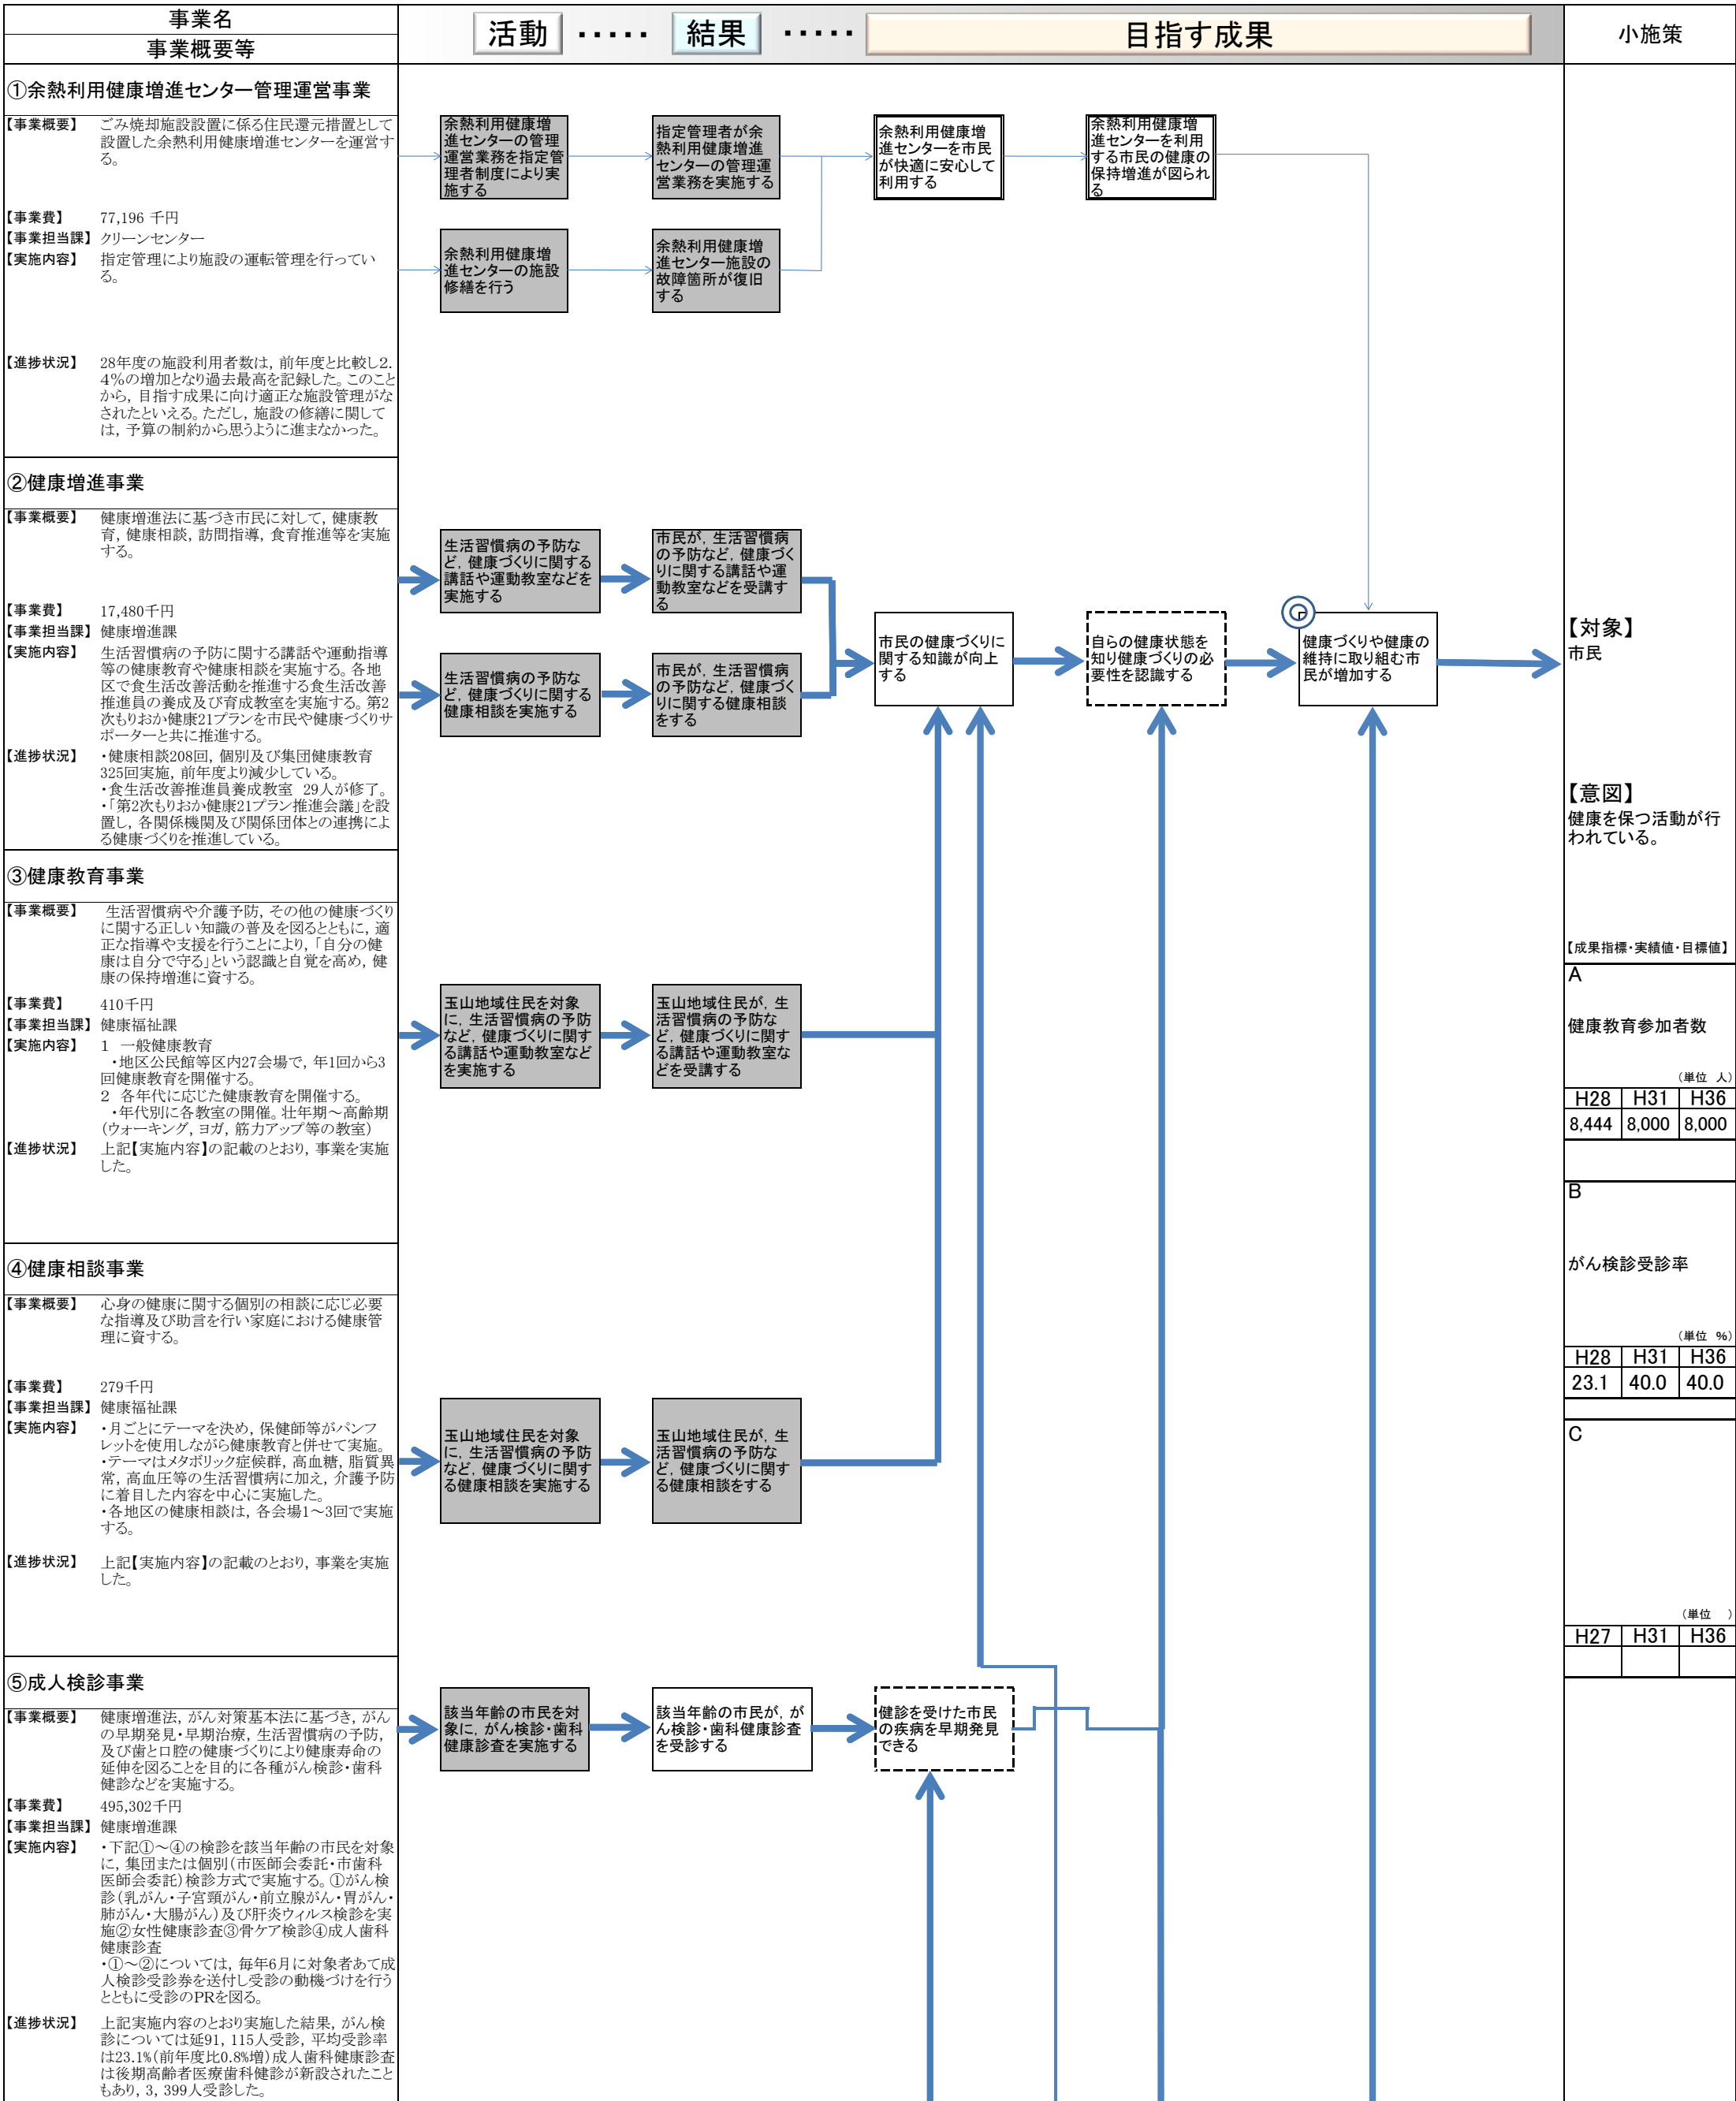 事業名
事業概要等
活動 ・・・・・ 結果 ・・・・・ 目指す成果
小施策
①余熱利用健康増進センター管理運営事業
【事業概要】 ごみ焼却施設設置に係る住民還元措置として
設置した余熱利用健康増進センターを運営す
る。
【事業費】 77,196 千円
【事業担当課】 クリーンセンター
【実施内容】 指定管理により施設の運転管理を行ってい
る。
【進捗状況】 28年度の施設利用者数は，前年度と比較し2.
4％の増加となり過去最高を記録した。このこと
から，目指す成果に向け適正な施設管理がな
されたといえる。ただし，施設の修繕に関して
は，予算の制約から思うように進まなかった。
余熱利用健康増
進センターの管理
運営業務を指定管
理者制度により実
施する
指定管理者が余
熱利用健康増進
センターの管理運
営業務を実施する
余熱利用健康増
進センターを市民
が快適に安心して
利用する
余熱利用健康増
進センターを利用
する市民の健康の
保持増進が図られ
る
余熱利用健康増
進センターの施設
修繕を行う
余熱利用健康増
進センター施設の
故障箇所が復旧
する
②健康増進事業
【事業概要】 健康増進法に基づき市民に対して，健康教
育，健康相談，訪問指導，食育推進等を実施
する。
【事業費】 17,480千円
【事業担当課】 健康増進課
【実施内容】 生活習慣病の予防に関する講話や運動指導
等の健康教育や健康相談を実施する。各地
区で食生活改善活動を推進する食生活改善
推進員の養成及び育成教室を実施する。第2
次もりおか健康21プランを市民や健康づくりサ
ポーターと共に推進する。
【進捗状況】 ・健康相談208回，個別及び集団健康教育
325回実施，前年度より減少している。
・食生活改善推進員養成教室　29人が修了。
・「第2次もりおか健康21プラン推進会議」を設
置し，各関係機関及び関係団体との連携によ
る健康づくりを推進している。
生活習慣病の予防な
ど，健康づくりに関する
講話や運動教室などを
実施する
市民が，生活習慣病
の予防など，健康づく
りに関する講話や運
動教室などを受講す
る
生活習慣病の予防な
ど，健康づくりに関する
健康相談を実施する
市民が，生活習慣病
の予防など，健康づく
りに関する健康相談
をする
市民の健康づくりに
関する知識が向上
する
自らの健康状態を
知り健康づくりの必
要性を認識する
健康づくりや健康の
維持に取り組む市
民が増加する
【対象】
市民
【意図】
健康を保つ活動が行
われている。
③健康教育事業
【事業概要】 生活習慣病や介護予防，その他の健康づくり
に関する正しい知識の普及を図るとともに，適
正な指導や支援を行うことにより，「自分の健
康は自分で守る」という認識と自覚を高め，健
康の保持増進に資する。
【事業費】 410千円
【事業担当課】 健康福祉課
【実施内容】 1　一般健康教育
・地区公民館等区内27会場で，年1回から3
回健康教育を開催する。
2　各年代に応じた健康教育を開催する。
・年代別に各教室の開催。壮年期～高齢期
（ウォーキング，ヨガ，筋力アップ等の教室）
【進捗状況】 上記【実施内容】の記載のとおり，事業を実施
した。
玉山地域住民を対象
に，生活習慣病の予防
など，健康づくりに関す
る講話や運動教室など
を実施する
玉山地域住民が，生
活習慣病の予防な
ど，健康づくりに関す
る講話や運動教室な
どを受講する
【成果指標・実績値・目標値】
A
健康教育参加者数
（単位　人）
H28 H31 H36
8,444 8,000 8,000
B
がん検診受診率
（単位　％）
H28 H31 H36
23.1 40.0 40.0
C
（単位　）
H27 H31 H36
④健康相談事業
【事業概要】 心身の健康に関する個別の相談に応じ必要
な指導及び助言を行い家庭における健康管
理に資する。
【事業費】 279千円
【事業担当課】 健康福祉課
【実施内容】 ・月ごとにテーマを決め，保健師等がパンフ
レットを使用しながら健康教育と併せて実施。
・テーマはメタボリック症候群，高血糖，脂質異
常，高血圧等の生活習慣病に加え，介護予防
に着目した内容を中心に実施した。
・各地区の健康相談は，各会場1～3回で実施
する。
【進捗状況】 上記【実施内容】の記載のとおり，事業を実施
した。
玉山地域住民を対象
に，生活習慣病の予防
など，健康づくりに関す
る健康相談を実施する
玉山地域住民が，生
活習慣病の予防な
ど，健康づくりに関す
る健康相談をする
⑤成人検診事業
【事業概要】 健康増進法，がん対策基本法に基づき，がん
の早期発見・早期治療，生活習慣病の予防，
及び歯と口腔の健康づくりにより健康寿命の
延伸を図ることを目的に各種がん検診・歯科
健診などを実施する。
【事業費】 495,302千円
【事業担当課】 健康増進課
【実施内容】 ・下記①～④の検診を該当年齢の市民を対象
に，集団または個別（市医師会委託・市歯科
医師会委託）検診方式で実施する。①がん検
診（乳がん・子宮頸がん・前立腺がん・胃がん・
肺がん・大腸がん）及び肝炎ウィルス検診を実
施②女性健康診査③骨ケア検診④成人歯科
健康診査
・①～②については，毎年6月に対象者あて成
人検診受診券を送付し受診の動機づけを行う
とともに受診のPRを図る。
【進捗状況】 上記実施内容のとおり実施した結果，がん検
診については延91，115人受診，平均受診率
は23.1%（前年度比0.8%増）成人歯科健康診査
は後期高齢者医療歯科健診が新設されたこと
もあり，3，399人受診した。
該当年齢の市民を対
象に，がん検診・歯科
健康診査を実施する
該当年齢の市民が，が
ん検診・歯科健康診査
を受診する
健診を受けた市民
の疾病を早期発見
できる